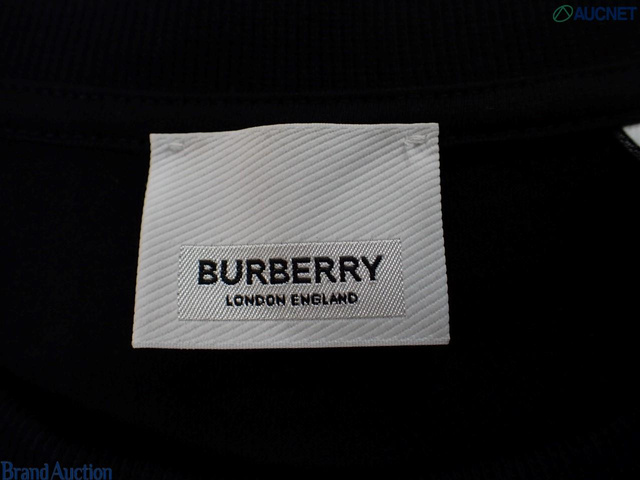 AUCNET
BURBERRY
LONDON ENGLAND
Brand Auction